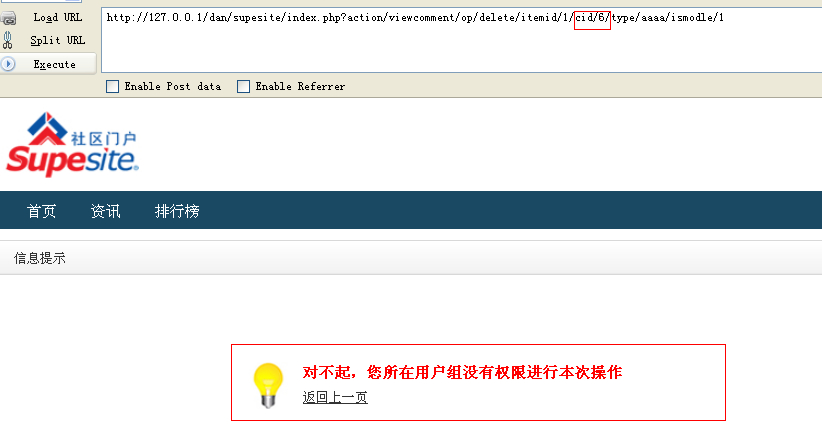 Load URL
http://127.0.0.1/dan/supesite/index.php?action/viewcomment/op/delete/itemid/1/cid/6/type/aaaa/ismodle/1
Split URL
Execute
Enable Post data Enable Referrer
社区门户
Supesite®
首页 资讯 排行榜
信息提示
对不起，您所在用户组没有权限进行本次操作
返回上一页